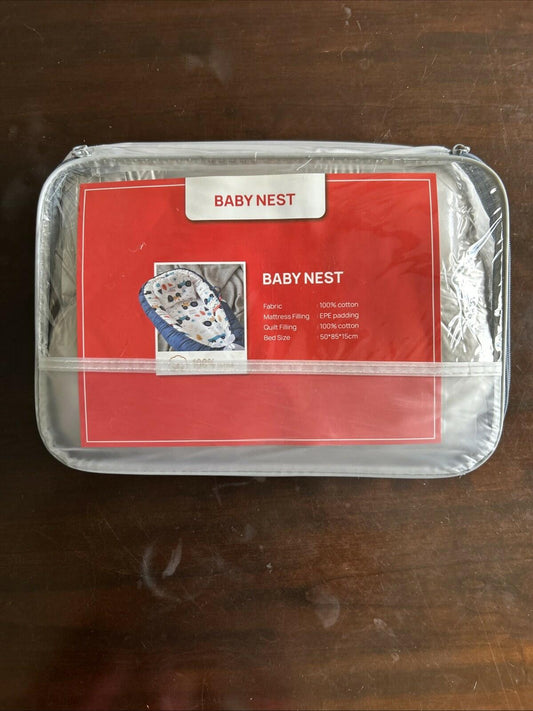 BABY NEST
BABY NEST
Fabric : 100% cotton
Mattress Filling : EPE padding
Quilt Filling : 100% cotton
Bed Size : 50*85*15cm
100%